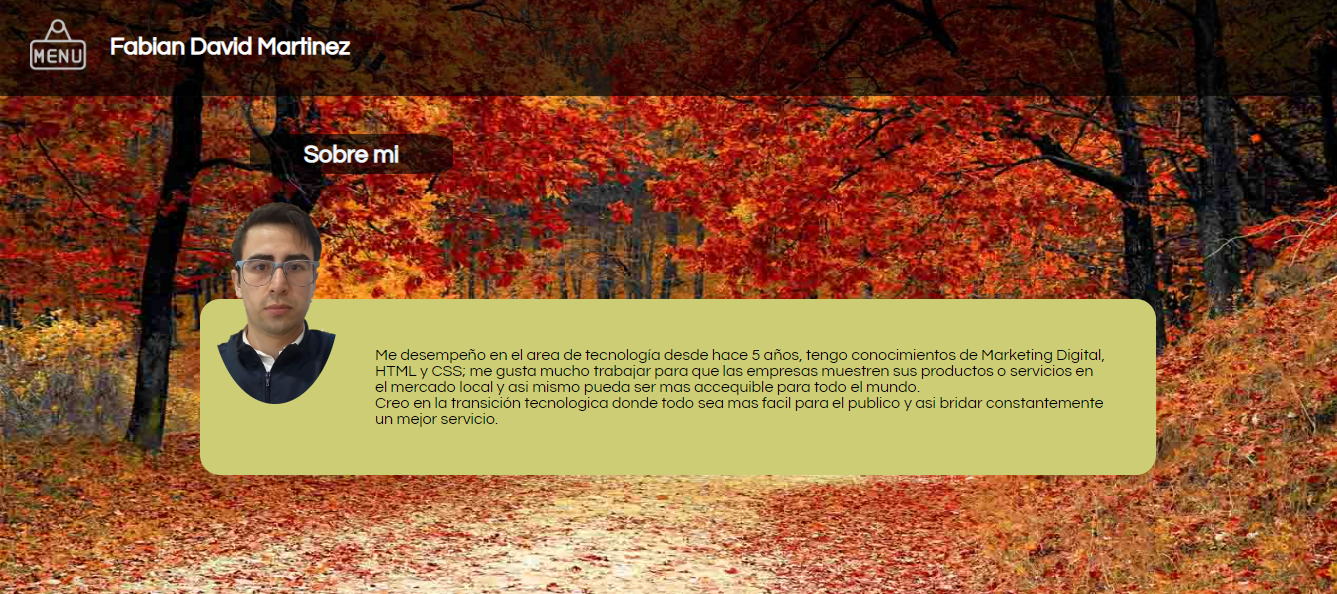 MENU
Fabian David Martinez
Sobre mi
Me desempeño en el area de tecnología desde hace 5 años, tengo conocimientos de Marketing Digital,
HTML y CSS; me gusta mucho trabajar para que las empresas muestren sus productos o servicios en
el mercado local y asi mismo pueda ser mas accequible para todo el mundo.
Creo en la transición tecnologica donde todo sea mas facil para el publico y asi bridar constantemente
un mejor servicio.